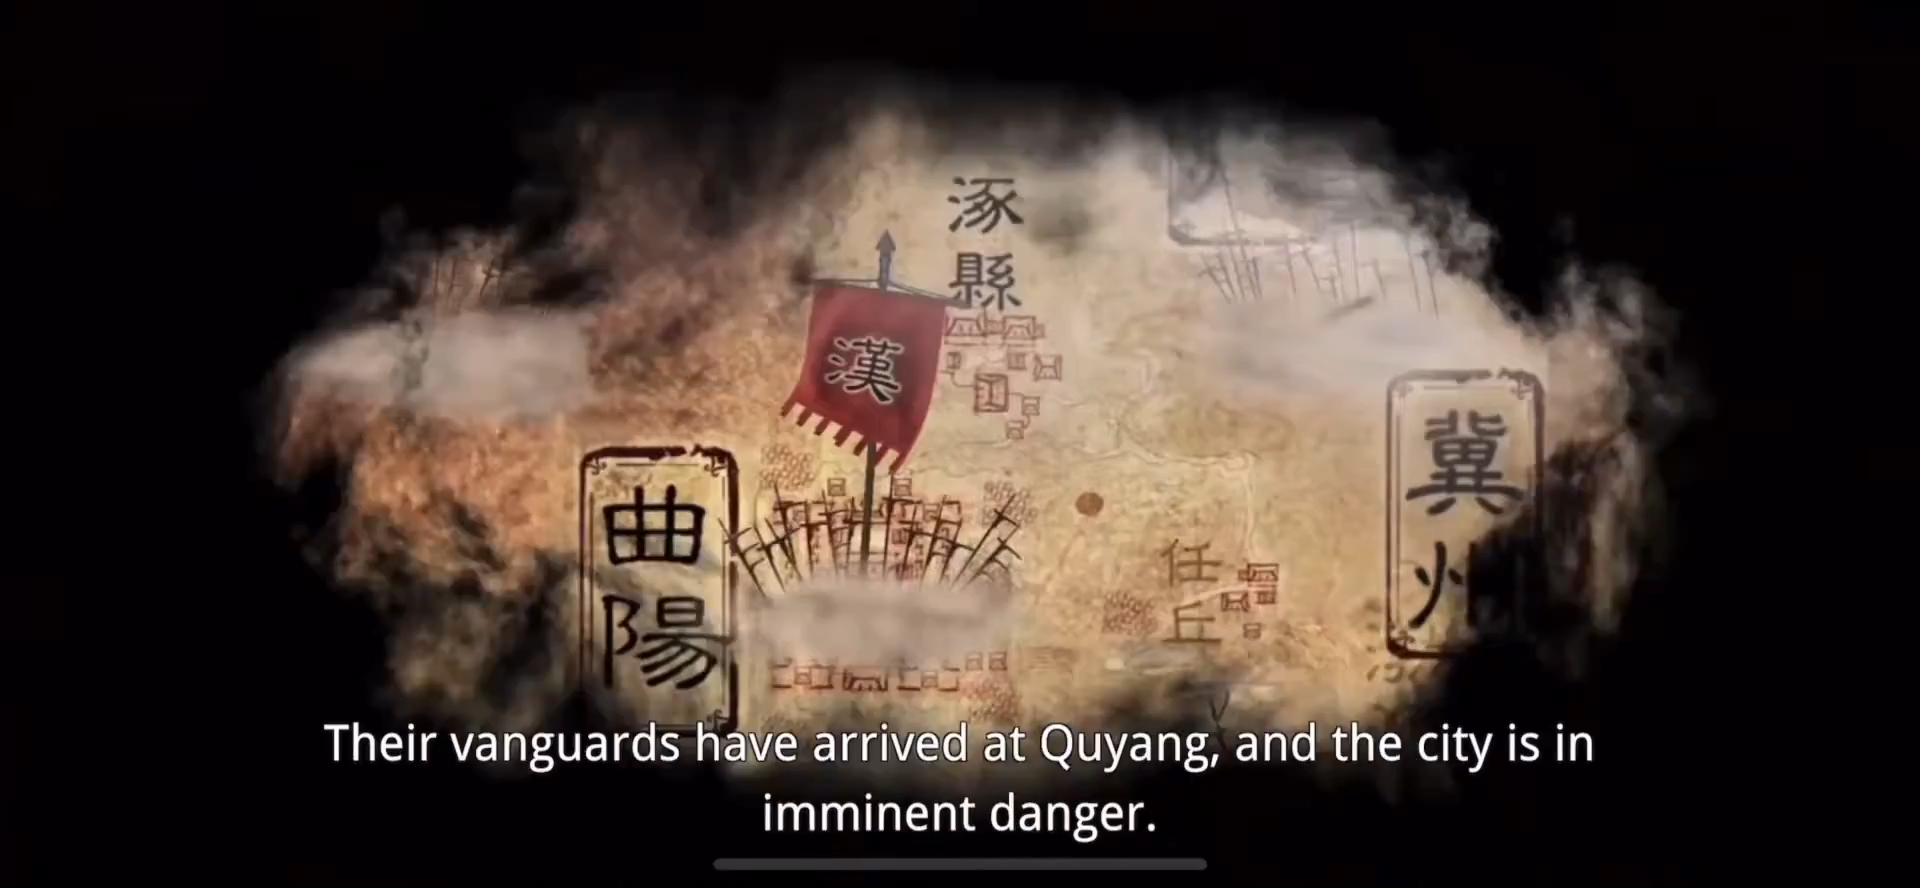 涿縣
漢
曲陽
任丘
冀州
Their vanguards have arrived at Quyang, and the city is in
imminent danger.